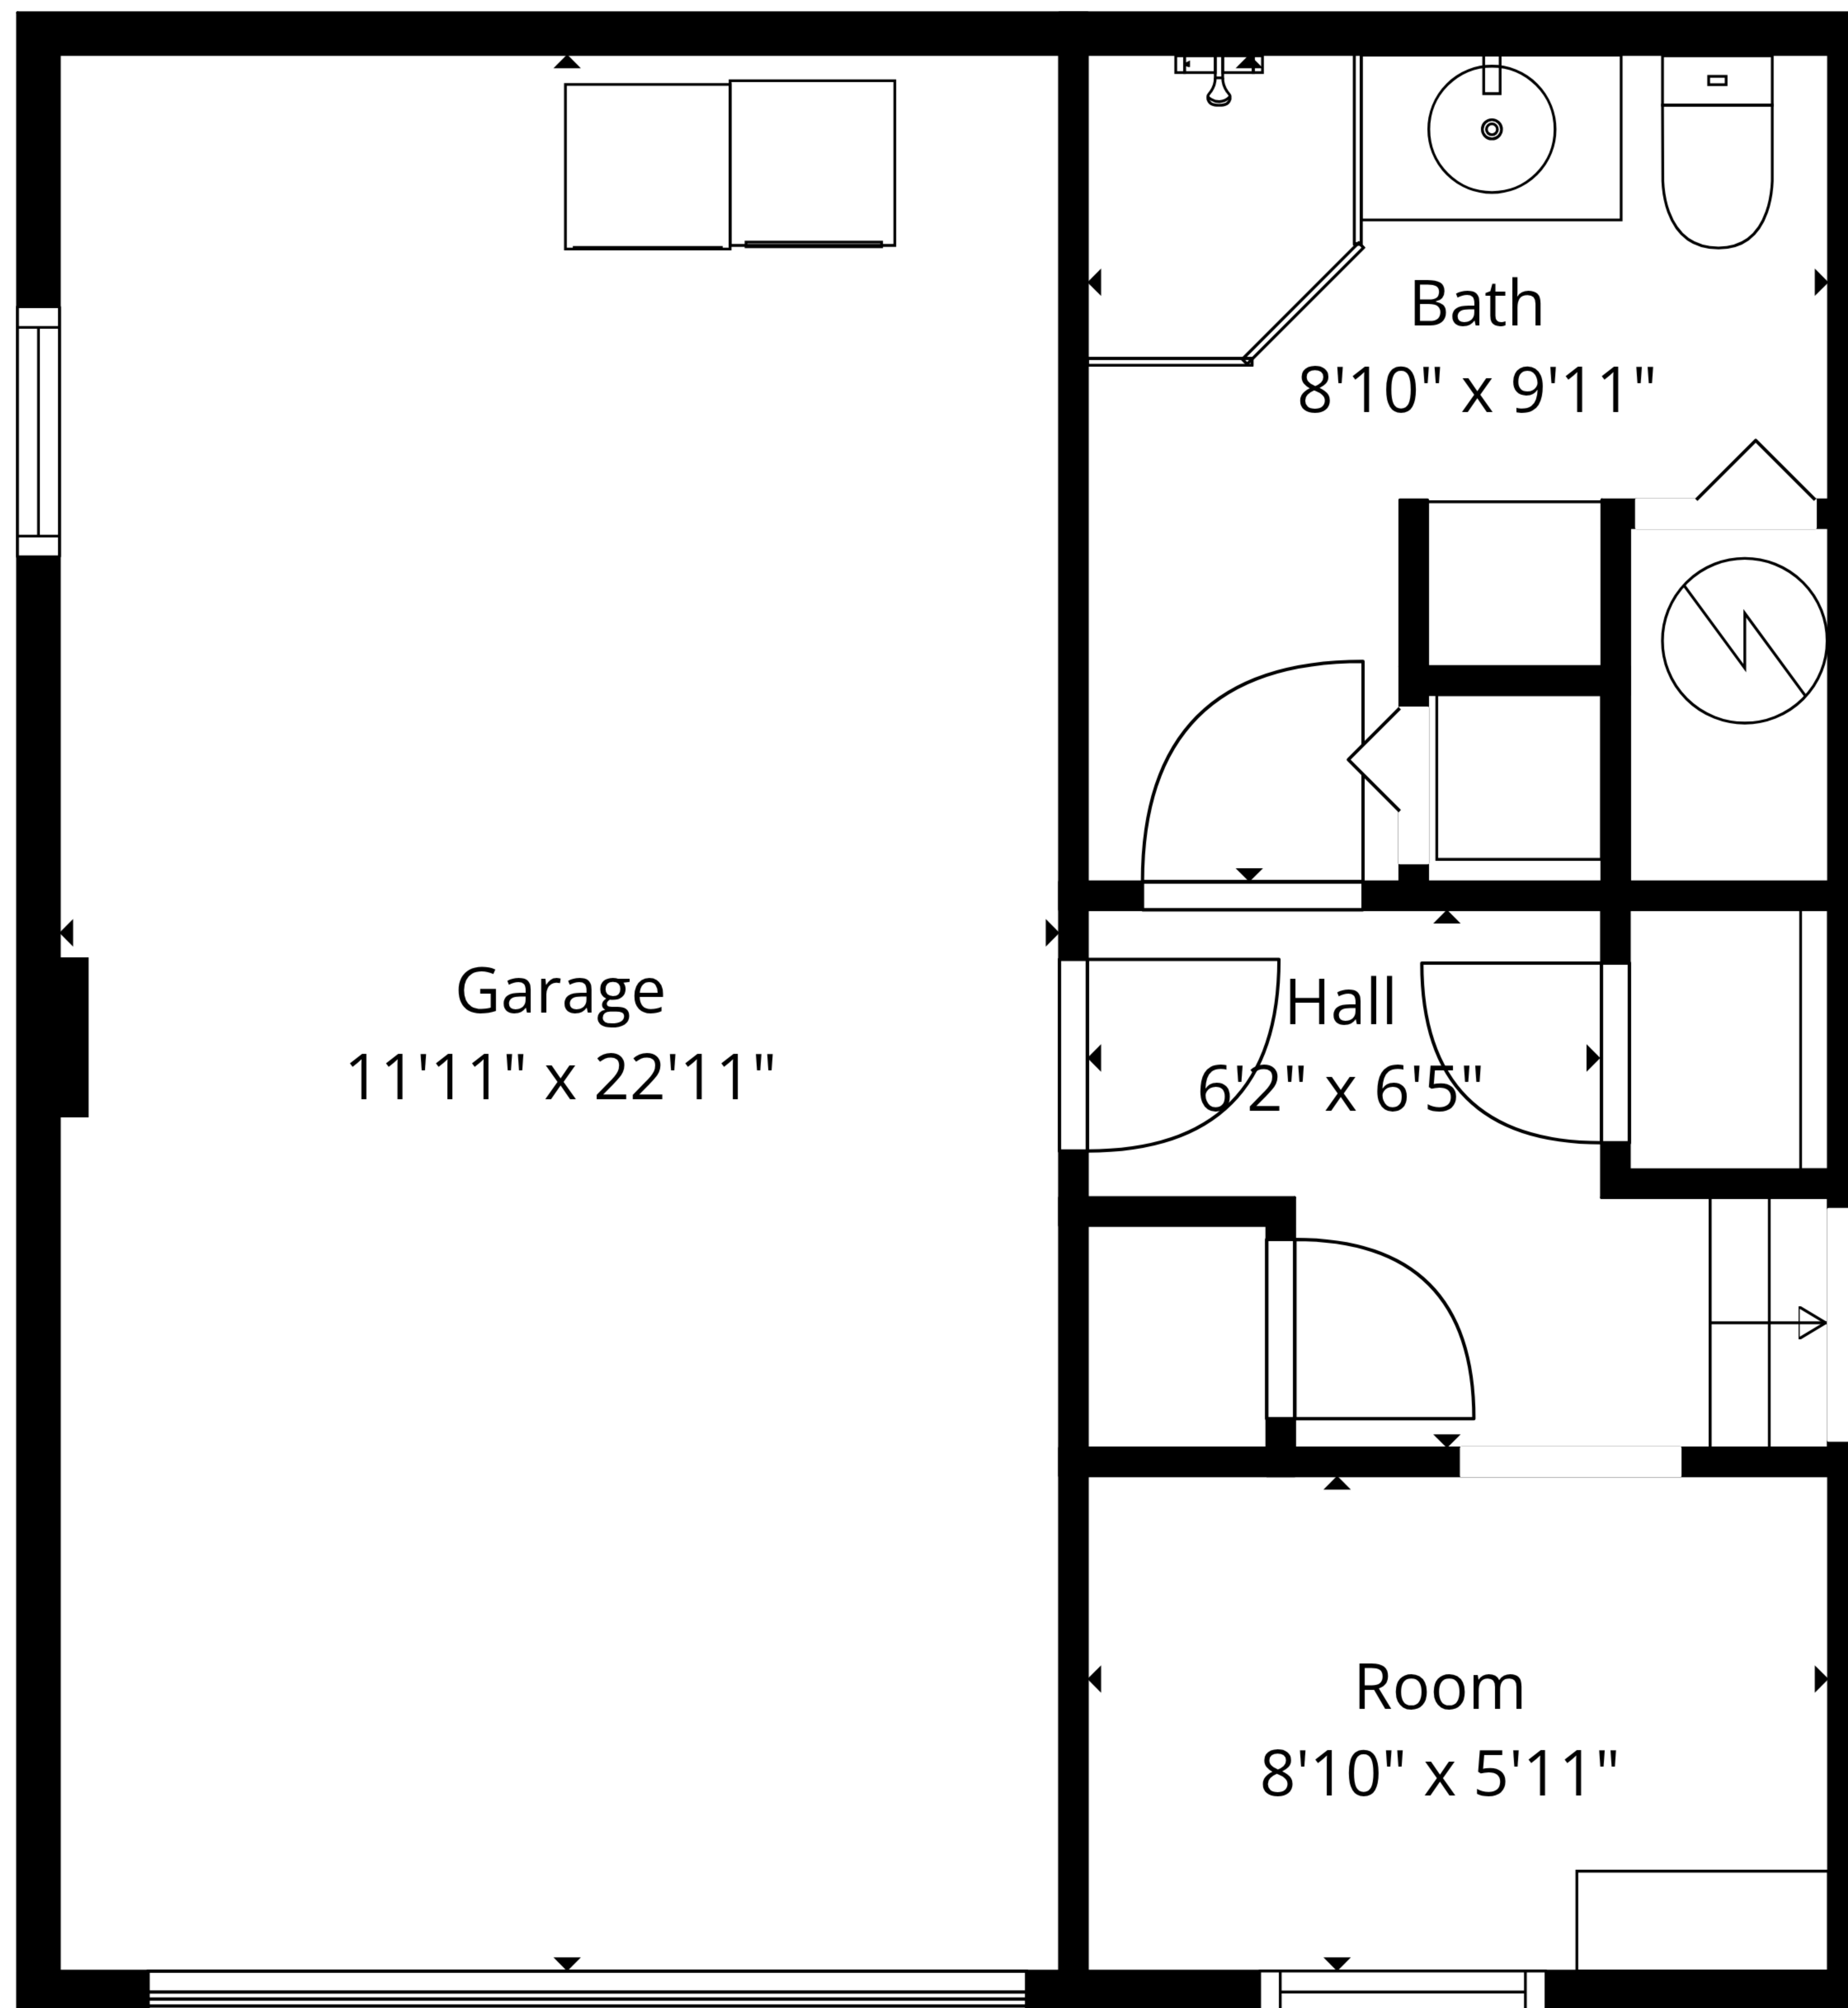 Bath
8'10" x 9'11"
Garage
11'11" x 22'11"
Hall
6'2" x 6'5"
Room
8'10" x 5'11"